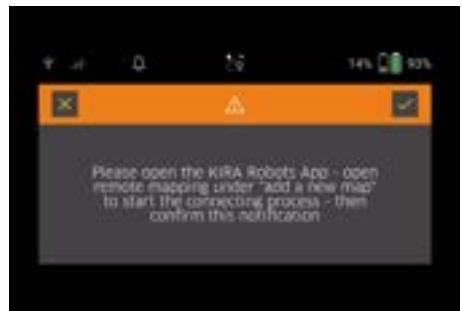 14% 93%
Please open the KIRA Robots App - open
remote mapping under "add a new map"
to start the connecting process - then
confirm this notification